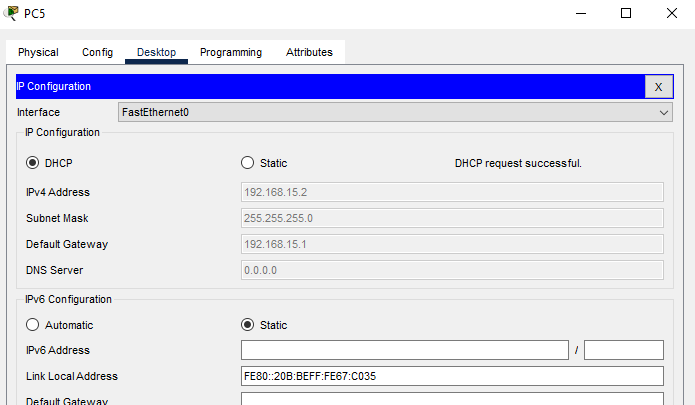 PC5
Physical Config Desktop Programming Attributes
IP Configuration X
Interface FastEthernet0
IP Configuration
DHCP Static DHCP request successful.
IPv4 Address 192.168.15.2
Subnet Mask 255.255.255.0
Default Gateway 192.168.15.1
DNS Server 0.0.0.0
IPv6 Configuration
Automatic Static
IPv6 Address /
Link Local Address FE80::20B:BEFF:FE67:C035
Default Gateway